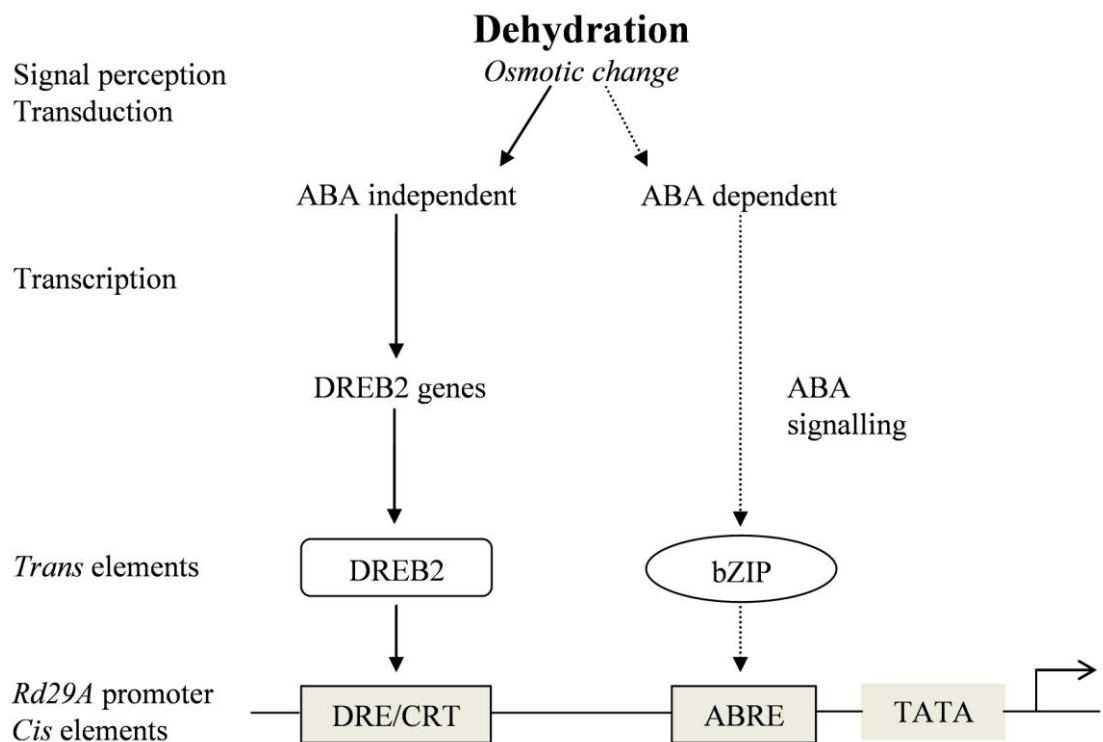 Dehydration
Signal perception
Osmotic change
Transduction
ABA independent
ABA dependent
Transcription
DREB2 genes
ABA
signalling
Trans elements
DREB2
bZIP
Rd29A promoter
Cis elements
DRE/CRT
ABRE
TATA